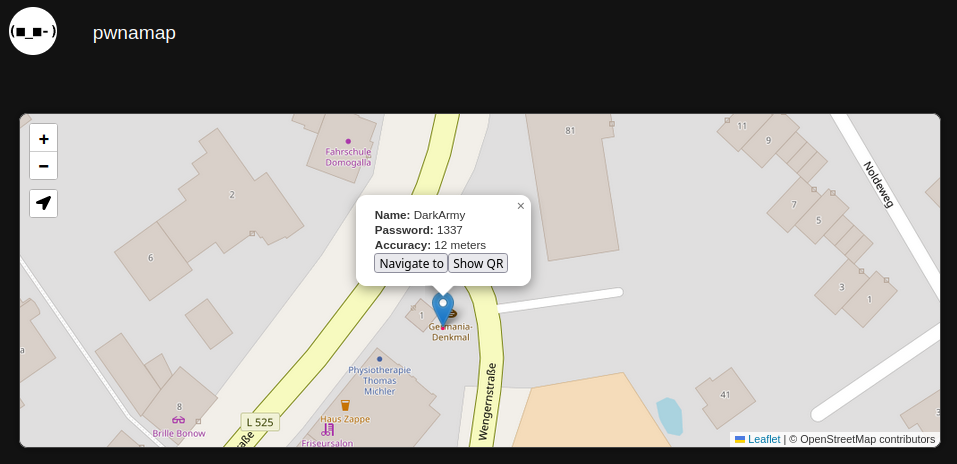 (■_■-)
pwnamap
+
−
81
11
9
Noldeweg
Fahrschule
Domogalla
2
7
5
6
Name: DarkArmy
×
Password: 1337
Accuracy: 12 meters
Navigate to
Show QR
3
1
1
Germania-
Denkmal
Physiotherapie
Thomas
Michler
Wengernstraße
41
8
Haus Zappe
L 525
Brille Bonow
Friseursalon
aße
a
Leaflet | © OpenStreetMap contributors